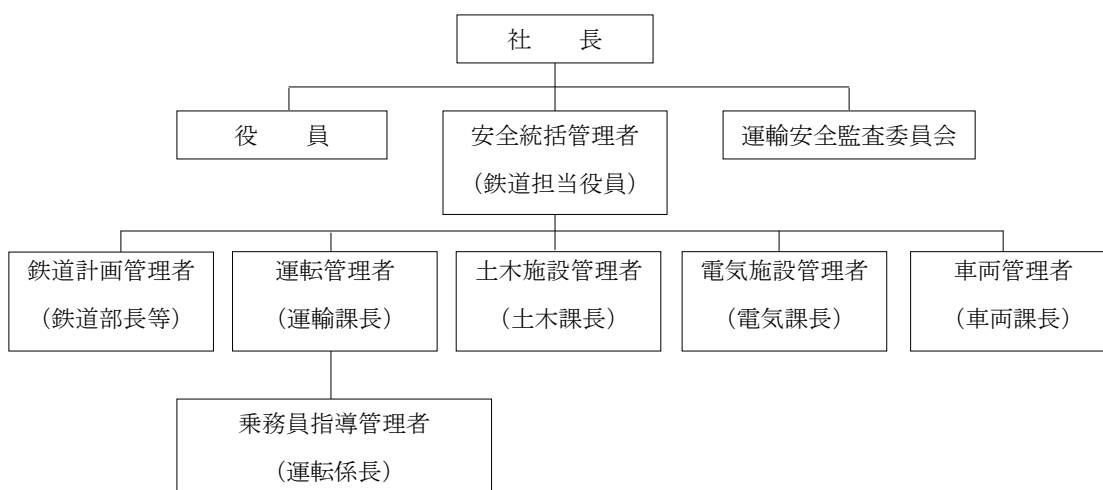 社　　長
役　　員
安全統括管理者
（鉄道担当役員）
運輸安全監査委員会
鉄道計画管理者
（鉄道部長等）
運転管理者
（運輸課長）
土木施設管理者
（土木課長）
電気施設管理者
（電気課長）
車両管理者
（車両課長）
乗務員指導管理者
（運転係長）